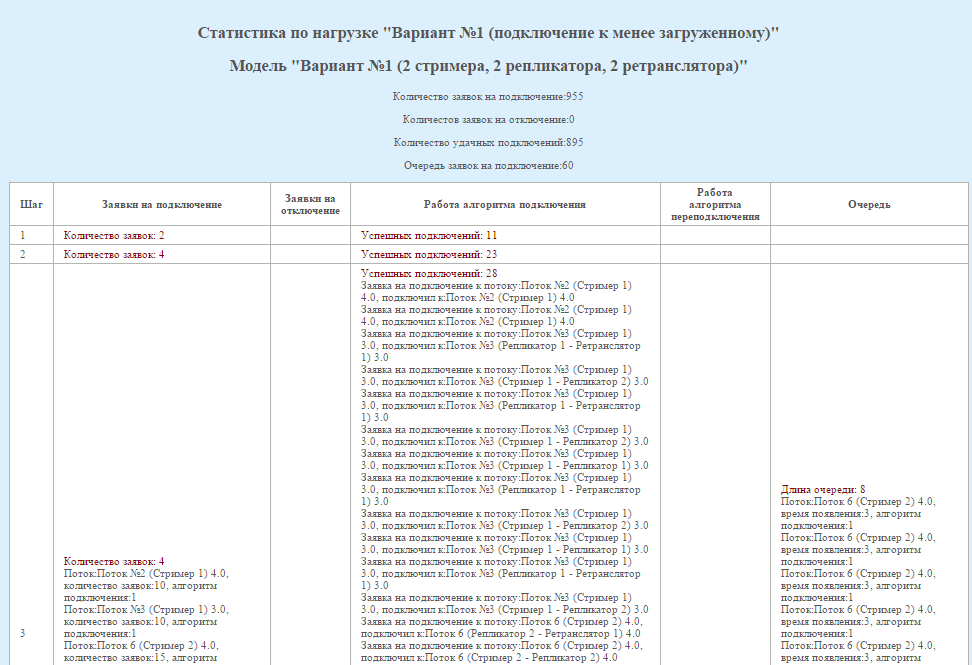 Статистика по нагрузке "Вариант №1 (подключение к менее загруженному)"
Модель "Вариант №1 (2 стримера, 2 репликатора, 2 ретранслятора)"
Количество заявок на подключение:955
Количестов заявок на отключение:0
Количество удачных подключений:895
Очередь заявок на подключение:60
Шаг
Заявки на подключение
Заявки на
отключение
Работа алгоритма подключения
Работа
алгоритма
переподключения
Очередь
1
Количество заявок: 2
Успешных подключений: 11
2
Количество заявок: 4
Успешных подключений: 23
3
Количество заявок: 4
Поток:Поток №2 (Стример 1) 4.0,
количество заявок:10, алгоритм
подключения:1
Поток:Поток №3 (Стример 1) 3.0,
количество заявок:10, алгоритм
подключения:1
Поток:Поток 6 (Стример 2) 4.0,
количество заявок:15, алгоритм
Успешных подключений: 28
Заявка на подключение к потоку:Поток №2 (Стример 1)
4.0, подключил к:Поток №2 (Стример 1) 4.0
Заявка на подключение к потоку:Поток №2 (Стример 1)
4.0, подключил к:Поток №2 (Стример 1) 4.0
Заявка на подключение к потоку:Поток №3 (Стример 1)
3.0, подключил к:Поток №3 (Репликатор 1 - Ретранслятор
1) 3.0
Заявка на подключение к потоку:Поток №3 (Стример 1)
3.0, подключил к:Поток №3 (Стример 1 - Репликатор 2) 3.0
Заявка на подключение к потоку:Поток №3 (Стример 1)
3.0, подключил к:Поток №3 (Репликатор 1 - Ретранслятор
1) 3.0
Заявка на подключение к потоку:Поток №3 (Стример 1)
3.0, подключил к:Поток №3 (Стример 1 - Репликатор 2) 3.0
Заявка на подключение к потоку:Поток №3 (Стример 1)
3.0, подключил к:Поток №3 (Стример 1 - Репликатор 1) 3.0
Заявка на подключение к потоку:Поток №3 (Стример 1)
3.0, подключил к:Поток №3 (Репликатор 1 - Ретранслятор
1) 3.0
Заявка на подключение к потоку:Поток №3 (Стример 1)
3.0, подключил к:Поток №3 (Стример 1 - Репликатор 2) 3.0
Заявка на подключение к потоку:Поток №3 (Стример 1)
3.0, подключил к:Поток №3 (Стример 1 - Репликатор 1) 3.0
Заявка на подключение к потоку:Поток №3 (Стример 1)
3.0, подключил к:Поток №3 (Репликатор 1 - Ретранслятор
1) 3.0
Заявка на подключение к потоку:Поток №3 (Стример 1)
3.0, подключил к:Поток №3 (Стример 1 - Репликатор 2) 3.0
Заявка на подключение к потоку:Поток 6 (Стример 2) 4.0,
подключил к:Поток 6 (Репликатор 2 - Ретранслятор 1) 4.0
Заявка на подключение к потоку:Поток 6 (Стример 2) 4.0,
подключил к:Поток 6 (Стример 2 - Репликатор 2) 4.0
Длина очереди: 8
Поток:Поток 6 (Стример 2) 4.0,
время появления:3, алгоритм
подключения:1
Поток:Поток 6 (Стример 2) 4.0,
время появления:3, алгоритм
подключения:1
Поток:Поток 6 (Стример 2) 4.0,
время появления:3, алгоритм
подключения:1
Поток:Поток 6 (Стример 2) 4.0,
время появления:3, алгоритм
подключения:1
Поток:Поток 6 (Стример 2) 4.0,
время появления:3, алгоритм